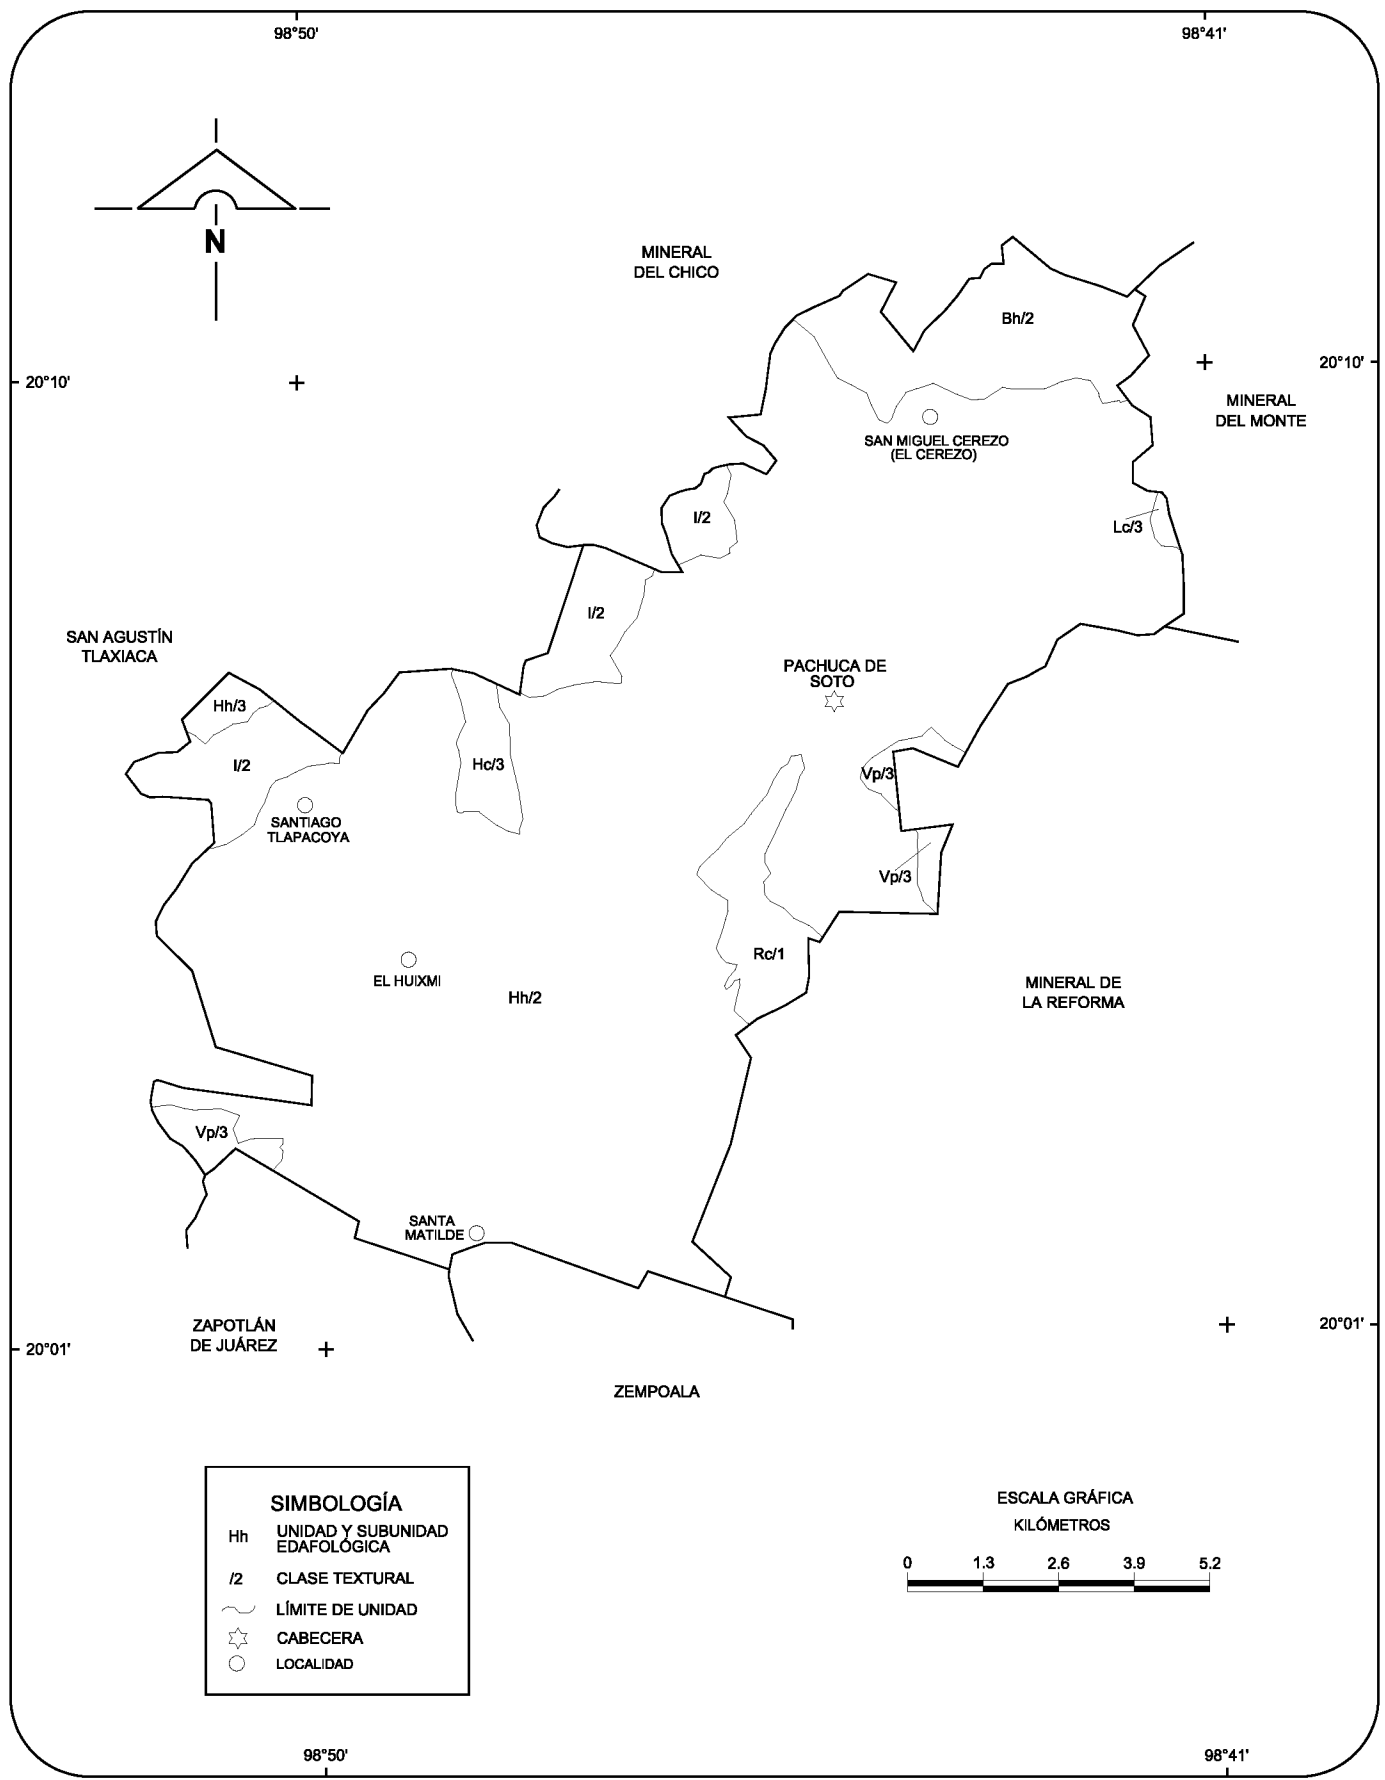 98°50'
98°41'
N
MINERAL
DEL CHICO
Bh/2
20°10'
20°10'
MINERAL
DEL MONTE
SAN MIGUEL CEREZO
(EL CEREZO)
I/2
Lc/3
I/2
SAN AGUSTÍN
TLAXIACA
PACHUCA DE
SOTO
Hh/3
I/2
Hc/3
Vp/3
SANTIAGO
TLAPACOYA
Vp/3
Rc/1
EL HUIXMI
Hh/2
MINERAL DE
LA REFORMA
Vp/3
SANTA
MATILDE
ZAPOTLÁN
DE JUÁREZ
20°01'
20°01'
ZEMPOALA
SIMBOLOGÍA
Hh UNIDAD Y SUBUNIDAD
EDAFOLÓGICA
/2 CLASE TEXTURAL
LÍMITE DE UNIDAD
CABECERA
LOCALIDAD
ESCALA GRÁFICA
KILÓMETROS
0 1.3 2.6 3.9 5.2
98°50'
98°41'